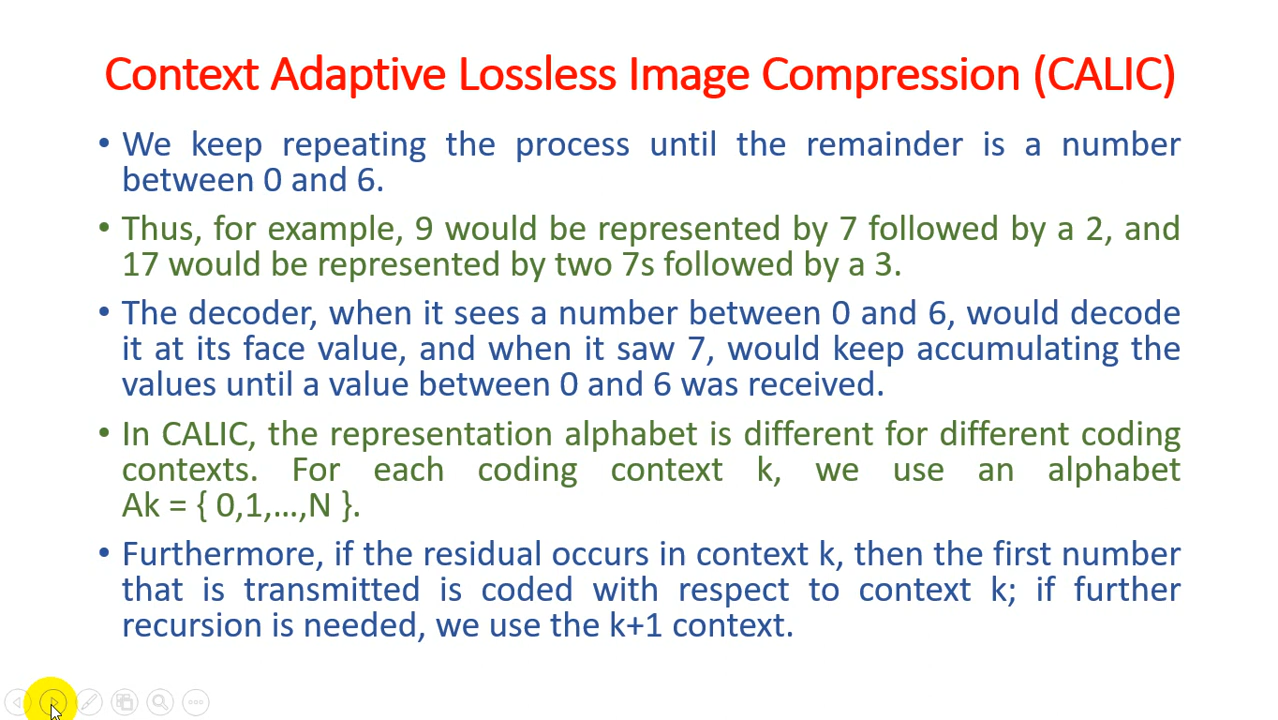 Context Adaptive Lossless Image Compression (CALIC)
• We keep repeating the process until the remainder is a number
between 0 and 6.
• Thus, for example, 9 would be represented by 7 followed by a 2, and
17 would be represented by two 7s followed by a 3.
• The decoder, when it sees a number between 0 and 6, would decode
it at its face value, and when it saw 7, would keep accumulating the
values until a value between 0 and 6 was received.
• In CALIC, the representation alphabet is different for different coding
contexts. For each coding context k, we use an alphabet
Ak = { 0,1,…,N }.
• Furthermore, if the residual occurs in context k, then the first number
that is transmitted is coded with respect to context k; if further
recursion is needed, we use the k+1 context.